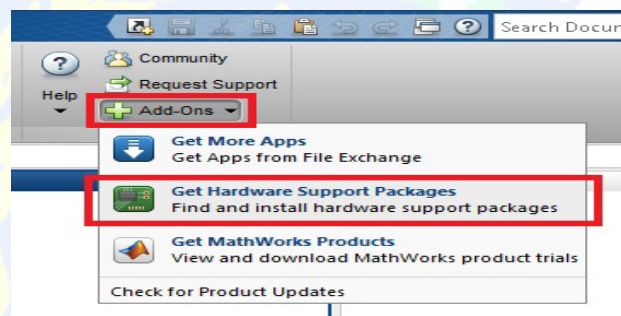 Search Docu
Community
Request Support
Help
Add-Ons
Get More Apps
Get Apps from File Exchange
Get Hardware Support Packages
Find and install hardware support packages
Get MathWorks Products
View and download MathWorks product trials
Check for Product Updates